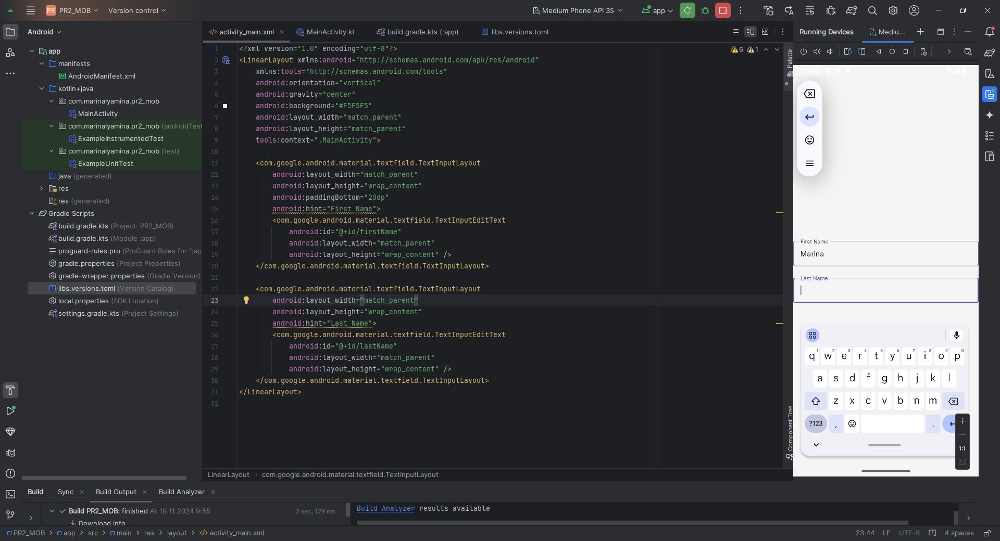 PR PR2_MOB Version control Medium Phone API 35 app
Android
activity_main.xml MainActivity.kt build.gradle.kts (:app) libs.versions.toml
Running Devices Mediu...
app
manifests
AndroidManifest.xml
kotlin+java
com.marinalyamina.pr2_mob
MainActivity
com.marinalyamina.pr2_mob (androidTest
ExampleInstrumentedTest
com.marinalyamina.pr2_mob (test)
ExampleUnitTest
java (generated)
res
res (generated)
Gradle Scripts
build.gradle.kts (Project: PR2_MOB)
build.gradle.kts (Module :app)
proguard-rules.pro (ProGuard Rules for ":ap
gradle.properties (Project Properties)
gradle-wrapper.properties (Gradle Version)
libs.versions.toml (Version Catalog)
local.properties (SDK Location)
settings.gradle.kts (Project Settings)
1 <?xml version="1.0" encoding="utf-8"?>
2 <LinearLayout xmlns:android="http://schemas.android.com/apk/res/android"
3 xmlns:tools="http://schemas.android.com/tools"
4 android:orientation="vertical"
5 android:gravity="center"
6 android:background="#F5F5F5"
7 android:layout_width="match_parent"
8 android:layout_height="match_parent"
9 tools:context=".MainActivity">
10
11 <com.google.android.material.textfield.TextInputLayout
12 android:layout_width="match_parent"
13 android:layout_height="wrap_content"
14 android:paddingBottom="20dp"
15 android:hint="First Name">
16 <com.google.android.material.textfield.TextInputEditText
17 android:id="@+id/firstName"
18 android:layout_width="match_parent"
19 android:layout_height="wrap_content" />
20 </com.google.android.material.textfield.TextInputLayout>
21
22 <com.google.android.material.textfield.TextInputLayout
23 android:layout_width="match_parent"
24 android:layout_height="wrap_content"
25 android:hint="Last Name">
26 <com.google.android.material.textfield.TextInputEditText
27 android:id="@+id/lastName"
28 android:layout_width="match_parent"
29 android:layout_height="wrap_content" />
30 </com.google.android.material.textfield.TextInputLayout>
31 </LinearLayout>
32
6 1
Palette
Component Tree
First Name
Marina
Last Name
q1 w2 e3 r4 t5 y6 u7 i8 o9 p0
a s d f g h j k l
z x c v b n m
?123 , .
1:1
LinearLayout > com.google.android.material.textfield.TextInputLayout
Build Sync Build Output Build Analyzer
Build PR2_MOB: finished At 19.11.2024 9:55 3 sec, 129 ms
Download info
Build Analyzer results available
PR2_MOB > app > src > main > res > layout > activity_main.xml
23:44 LF UTF-8 4 spaces